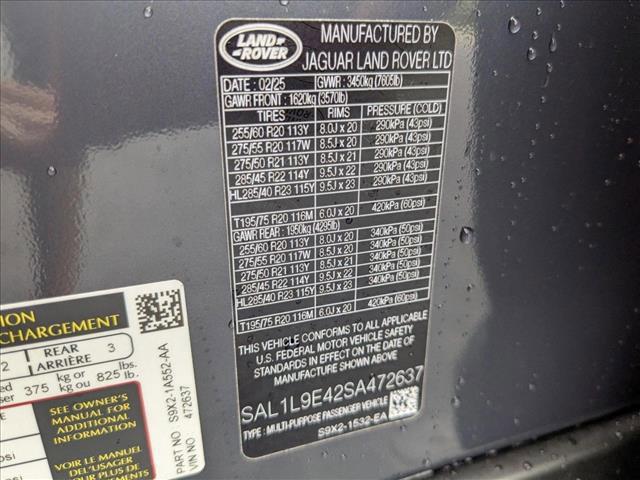 LAND ROVER
MANUFACTURED BY
JAGUAR LAND ROVER LTD
DATE : 02/25 GVWR : 3450kg (7605lb)
GAWR FRONT : 1620kg (3570lb)
TIRES RIMS PRESSURE (COLD)
255/60 R20 113Y 8.0J x 20 290kPa (43psi)
275/55 R20 117W 8.5J x 20 290kPa (43psi)
275/50 R21 113Y 8.5J x 21 290kPa (43psi)
285/45 R22 114Y 9.5J x 22 290kPa (43psi)
HL285/40 R23 115Y 9.5J x 23 290kPa (43psi)
T195/75 R20 116M 6.0J x 20 420kPa (60psi)
GAWR REAR : 1950kg (4295lb)
255/60 R20 113Y 8.0J x 20 340kPa (50psi)
275/55 R20 117W 8.5J x 20 340kPa (50psi)
275/50 R21 113Y 8.5J x 21 340kPa (50psi)
285/45 R22 114Y 9.5J x 22 340kPa (50psi)
HL285/40 R23 115Y 9.5J x 23 340kPa (50psi)
T195/75 R20 116M 6.0J x 20 420kPa (60psi)
THIS VEHICLE CONFORMS TO ALL APPLICABLE
U.S. FEDERAL MOTOR VEHICLE SAFETY
STANDARDS IN EFFECT ON THE DATE OF
MANUFACTURE SHOWN ABOVE
SAL1L9E42SA472637
TYPE : MULTI-PURPOSE PASSENGER VEHICLE
S9X2-1532-EA
TION
CHARGEMENT
2 REAR 3
ARRIÈRE
375 kg or 825 lbs.
kg ou lb.
SEE OWNER'S
MANUAL FOR
ADDITIONAL
INFORMATION
VOIR LE MANUEL
DE L'USAGER
POUR PLUS
PART NO S9X2-1A552-AA
VIN NO 472637